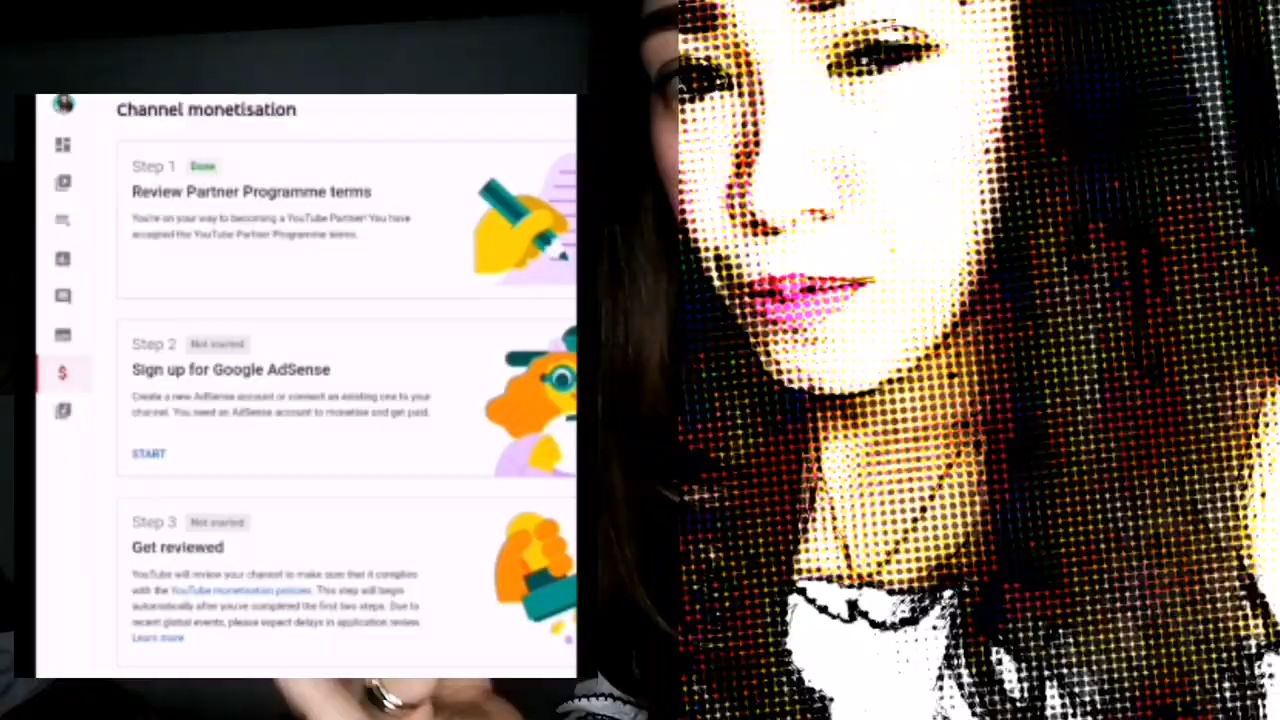 Channel monetisation
Step 1 Done
Review Partner Programme terms
You're on your way to becoming a YouTube Partner! You have
accepted the YouTube Partner Programme terms.
Step 2 Not started
Sign up for Google AdSense
Create a new AdSense account or connect an existing one to your
channel. You need an AdSense account to monetise and get paid.
START
Step 3 Not started
Get reviewed
YouTube will review your channel to make sure that it complies
with the YouTube monetisation policies. This step will begin
automatically after you've completed the first two steps. Due to
recent global events, please expect delays in application review.
Learn more
$